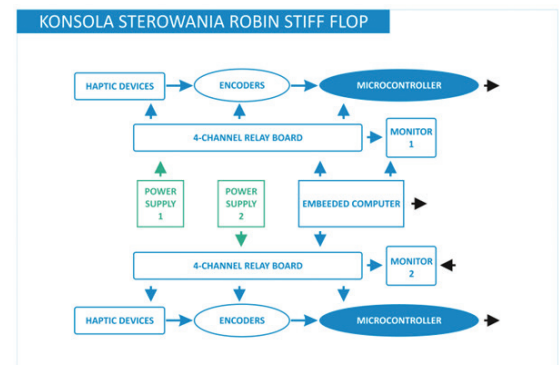 KONSOLA STEROWANIA ROBIN STIFF FLOP
HAPTIC DEVICES
ENCODERS
MICROCONTROLLER
4-CHANNEL RELAY BOARD
MONITOR
1
POWER
SUPPLY
1
POWER
SUPPLY
2
EMBEEDED COMPUTER
4-CHANNEL RELAY BOARD
MONITOR
2
HAPTIC DEVICES
ENCODERS
MICROCONTROLLER